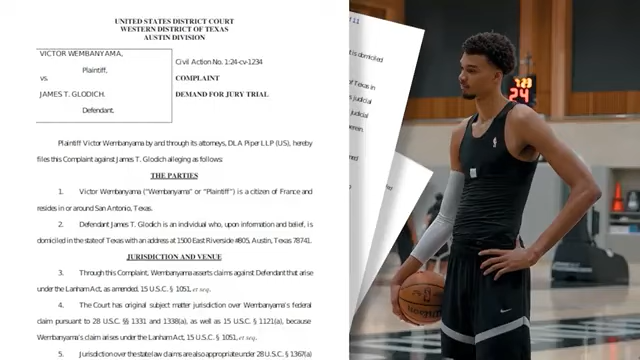 UNITED STATES DISTRICT COURT
WESTERN DISTRICT OF TEXAS
AUSTIN DIVISION
VICTOR WEMBANYAMA,
Plaintiff,
vs.
JAMES T. GLODICH.
Defendant.
Civil Action No. 1:24-cv-1234
COMPLAINT
DEMAND FOR JURY TRIAL
Plaintiff Victor Wembanyama by and through its attorneys, DLA Piper LLP (US), hereby
files this Complaint against James T. Glodich alleging as follows:
THE PARTIES
1. Victor Wembanyama ("Wembanyama" or "Plaintiff") is a citizen of France and
resides in or around San Antonio, Texas.
2. Defendant James T. Glodich is an individual who, upon information and belief, is
domiciled in the state of Texas with an address at 1500 East Riverside #805, Austin, Texas 78741.
JURISDICTION AND VENUE
3. Through this Complaint, Wembanyama asserts claims against Defendant that arise
under the Lanham Act, as amended. 15 U.S.C. § 1051, et seq.
4. The Court has original subject matter jurisdiction over Wembanyama's federal
claim pursuant to 28 U.S.C. §§ 1331 and 1338(a), as well as 15 U.S.C. § 1121(a), because
Wembanyama's claim arises under the Lanham Act, 15 U.S.C. § 1051, et seq.
5. Jurisdiction over the state law claims are also appropriate under 28 U.S.C. § 1367(a)
is domiciled
of Texas in
judicial
judicial
24